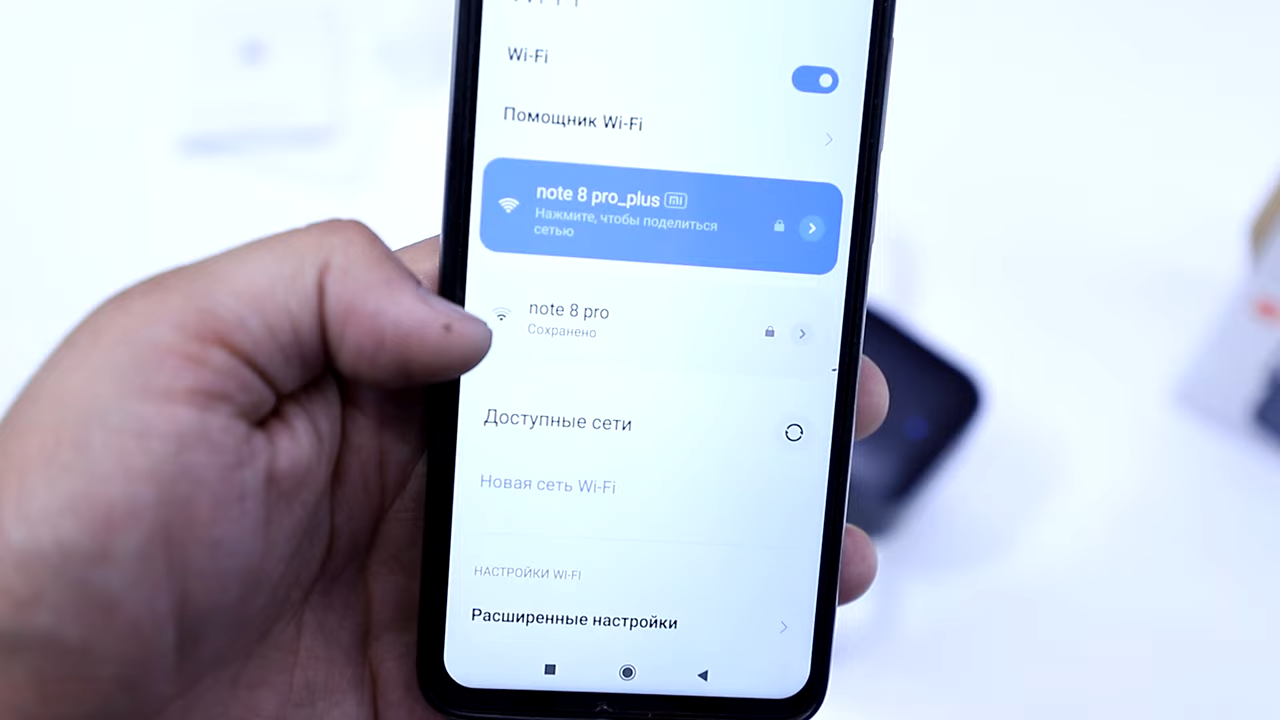 Wi-Fi
Помощник Wi-Fi
note 8 pro_plus mi
Нажмите, чтобы поделиться
сетью
note 8 pro
Сохранено
Доступные сети
Новая сеть Wi-Fi
НАСТРОЙКИ WI-FI
Расширенные настройки